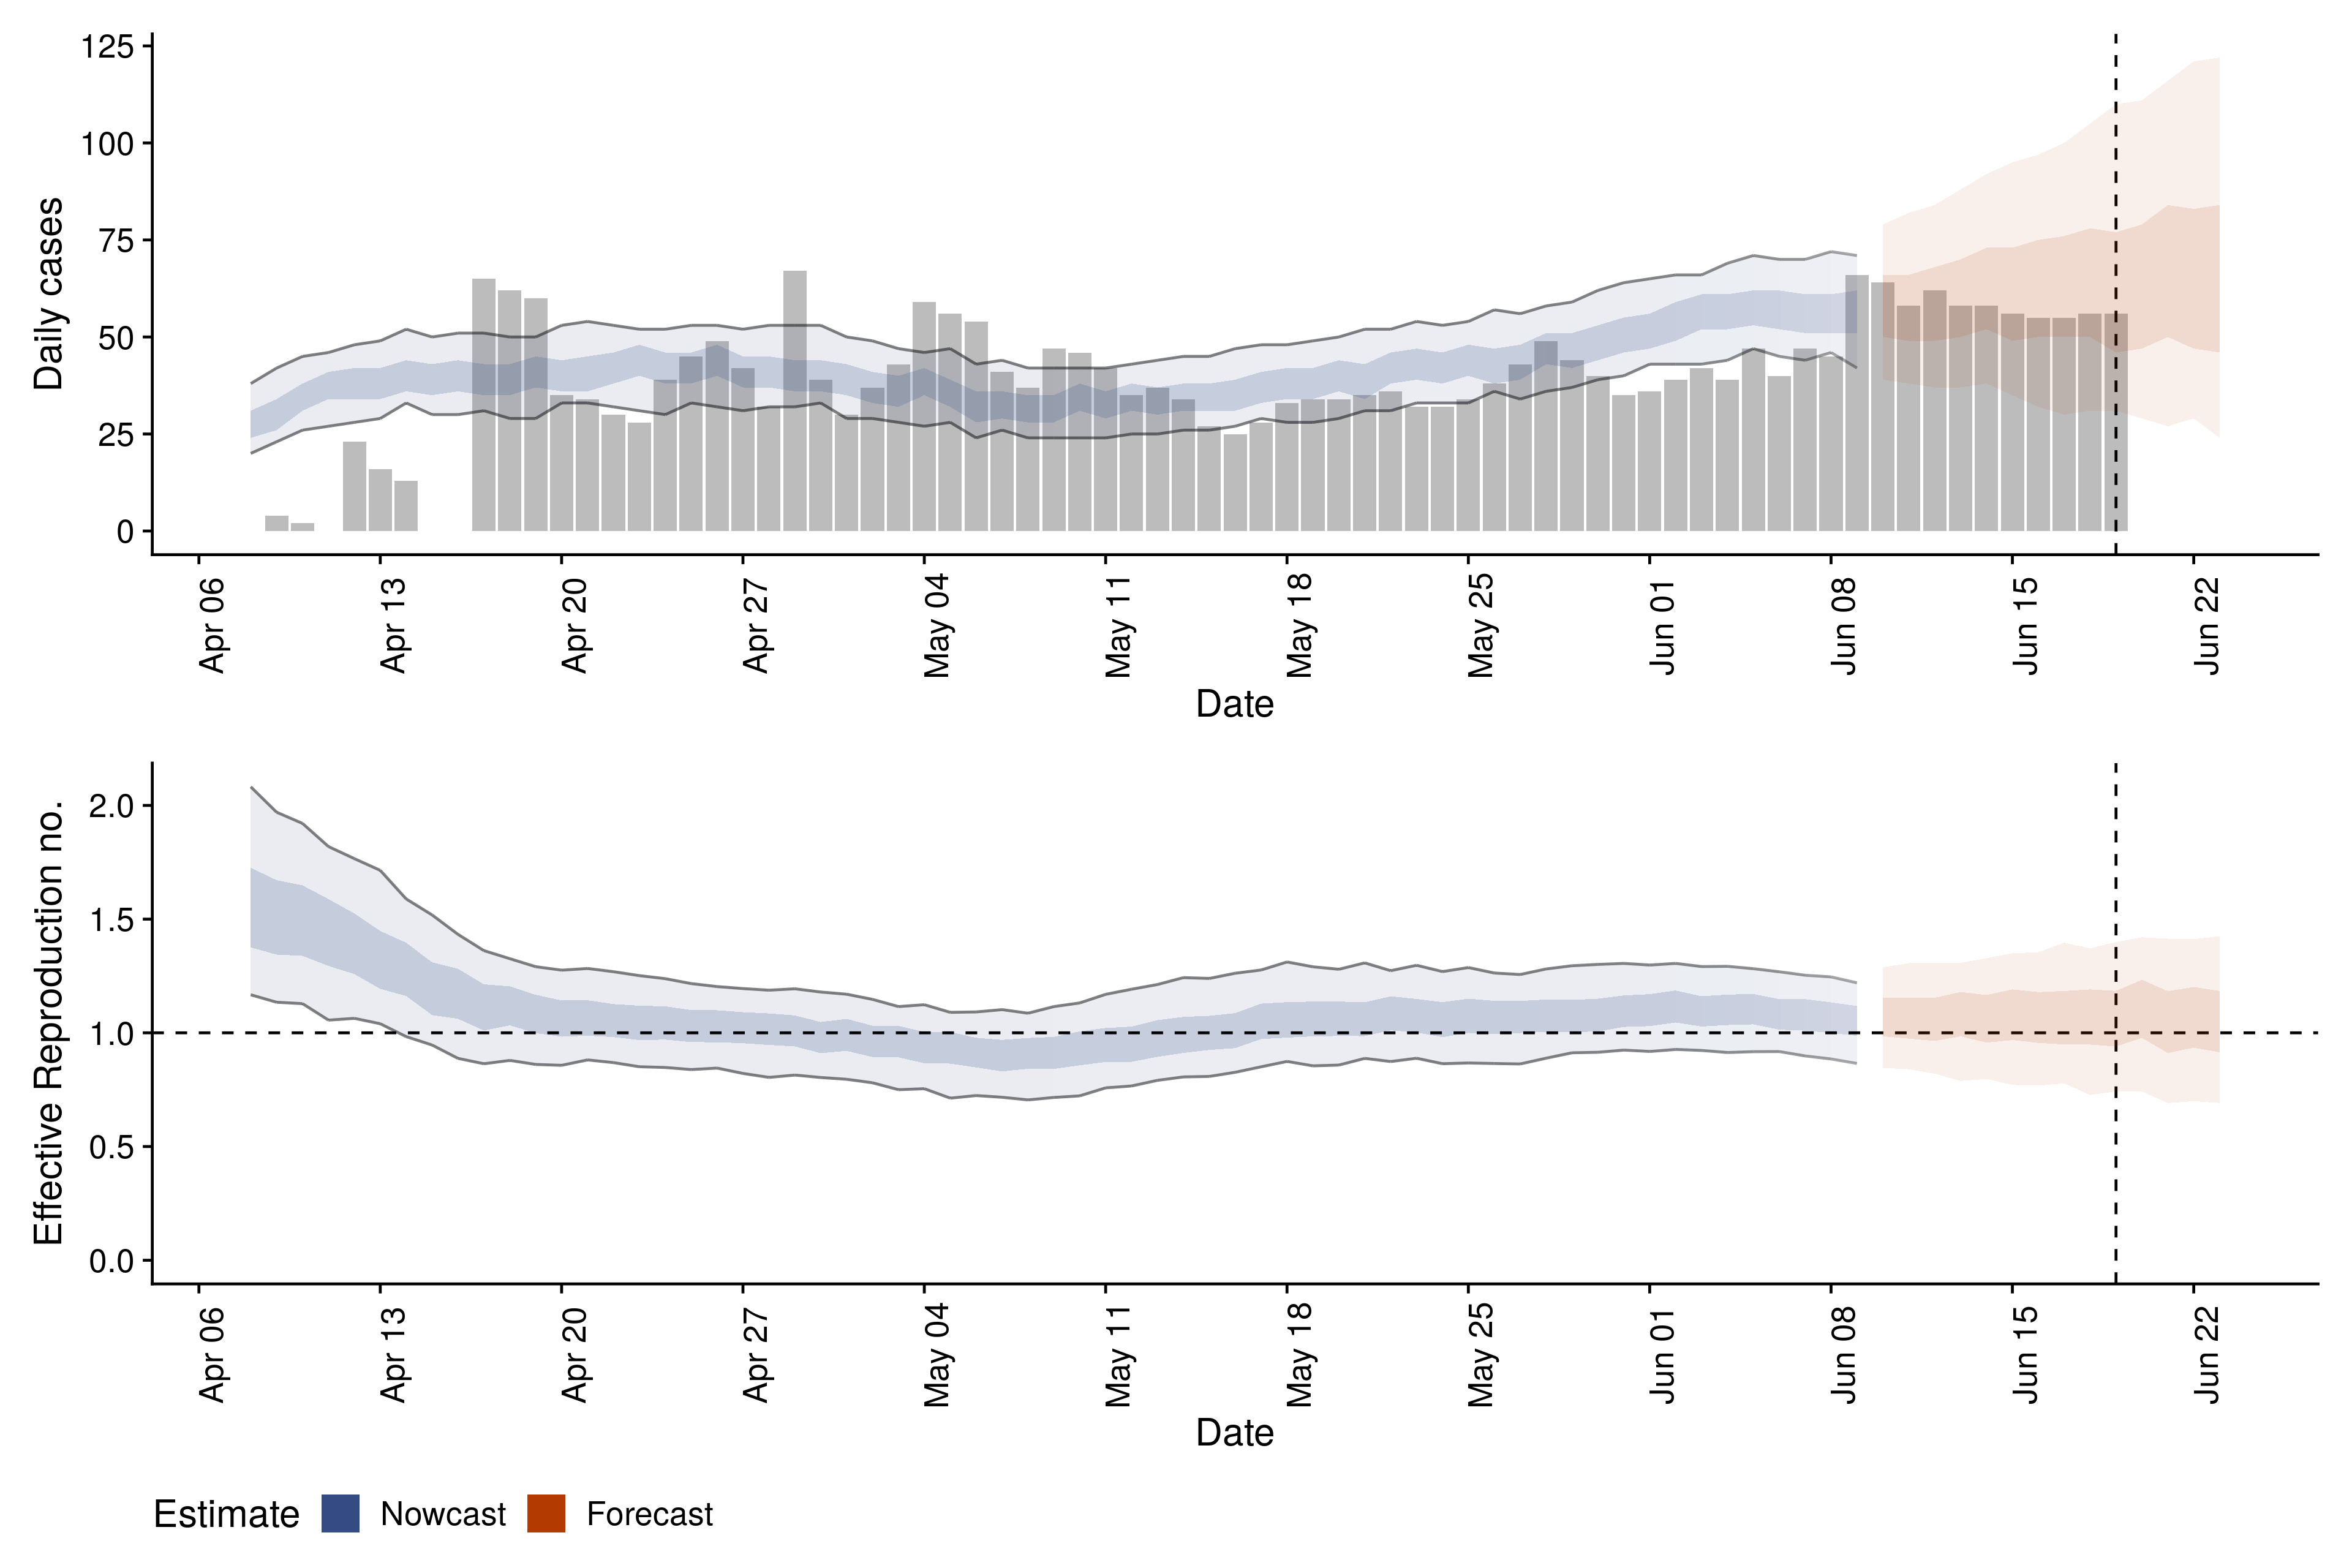 Daily cases
125
100
75
50
25
0
Apr 06
Apr 13
Apr 20
Apr 27
May 04
May 11
May 18
May 25
Jun 01
Jun 08
Jun 15
Jun 22
Date
Effective Reproduction no.
2.0
1.5
1.0
0.5
0.0
Apr 06
Apr 13
Apr 20
Apr 27
May 04
May 11
May 18
May 25
Jun 01
Jun 08
Jun 15
Jun 22
Date
Estimate Nowcast Forecast